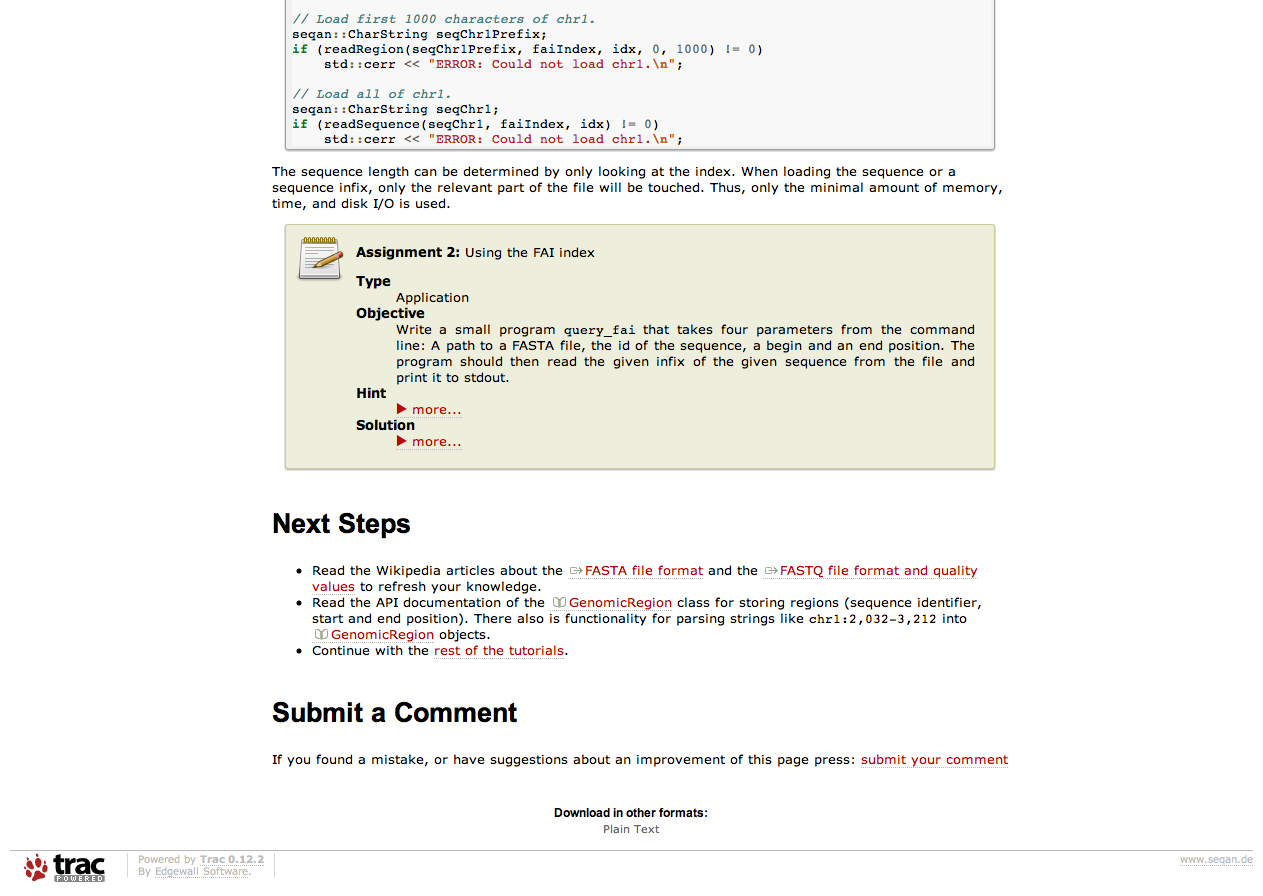 // Load first 1000 characters of chr1.
seqan::CharString seqChr1Prefix;
if (readRegion(seqChr1Prefix, faiIndex, idx, 0, 1000) != 0)
    std::cerr << "ERROR: Could not load chr1.\n";
// Load all of chr1.
seqan::CharString seqChr1;
if (readSequence(seqChr1, faiIndex, idx) != 0)
    std::cerr << "ERROR: Could not load chr1.\n";
The sequence length can be determined by only looking at the index. When loading the sequence or a
sequence infix, only the relevant part of the file will be touched. Thus, only the minimal amount of memory,
time, and disk I/O is used.
Assignment 2: Using the FAI index
Type
Application
Objective
Write a small program query_fai that takes four parameters from the command
line: A path to a FASTA file, the id of the sequence, a begin and an end position. The
program should then read the given infix of the given sequence from the file and
print it to stdout.
Hint
more...
Solution
more...
Next Steps
Read the Wikipedia articles about the FASTA file format and the FASTQ file format and quality
values to refresh your knowledge.
Read the API documentation of the GenomicRegion class for storing regions (sequence identifier,
start and end position). There also is functionality for parsing strings like chr1:2,032-3,212 into
GenomicRegion objects.
Continue with the rest of the tutorials.
Submit a Comment
If you found a mistake, or have suggestions about an improvement of this page press: submit your comment
Download in other formats:
Plain Text
trac
POWERED
Powered by Trac 0.12.2
By Edgewall Software.
www.seqan.de